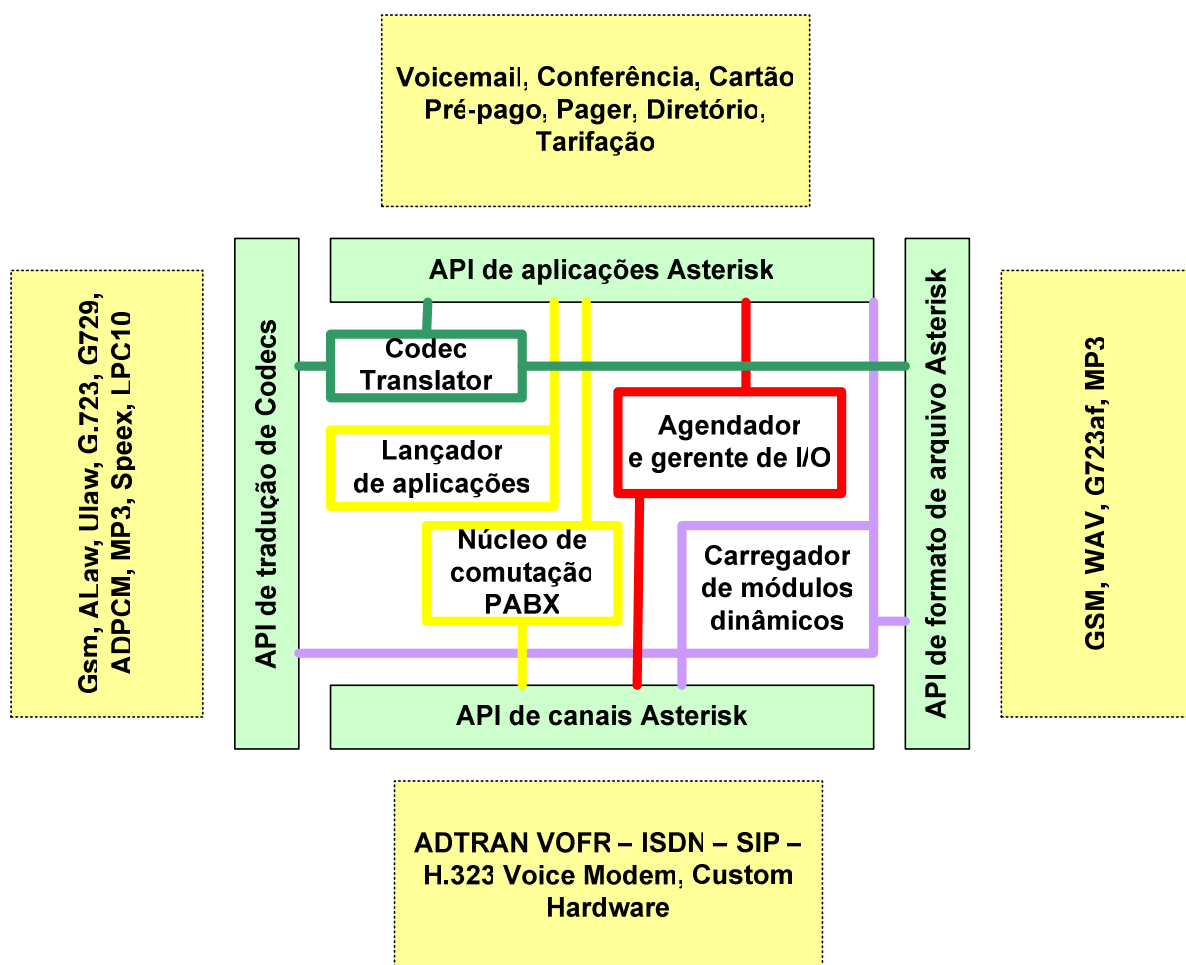 Voicemail, Conferência, Cartão
Pré-pago, Pager, Diretório,
Tarifação
API de aplicações Asterisk
Gsm, ALaw, Ulaw, G.723, G729,
ADPCM, MP3, Speex, LPC10
API de tradução de Codecs
Codec
Translator
Lançador
de aplicações
Agendador
e gerente de I/O
Núcleo de
comutação
PABX
Carregador
de módulos
dinâmicos
API de formato de arquivo Asterisk
GSM, WAV, G723af, MP3
API de canais Asterisk
ADTRAN VOFR – ISDN – SIP –
H.323 Voice Modem, Custom
Hardware